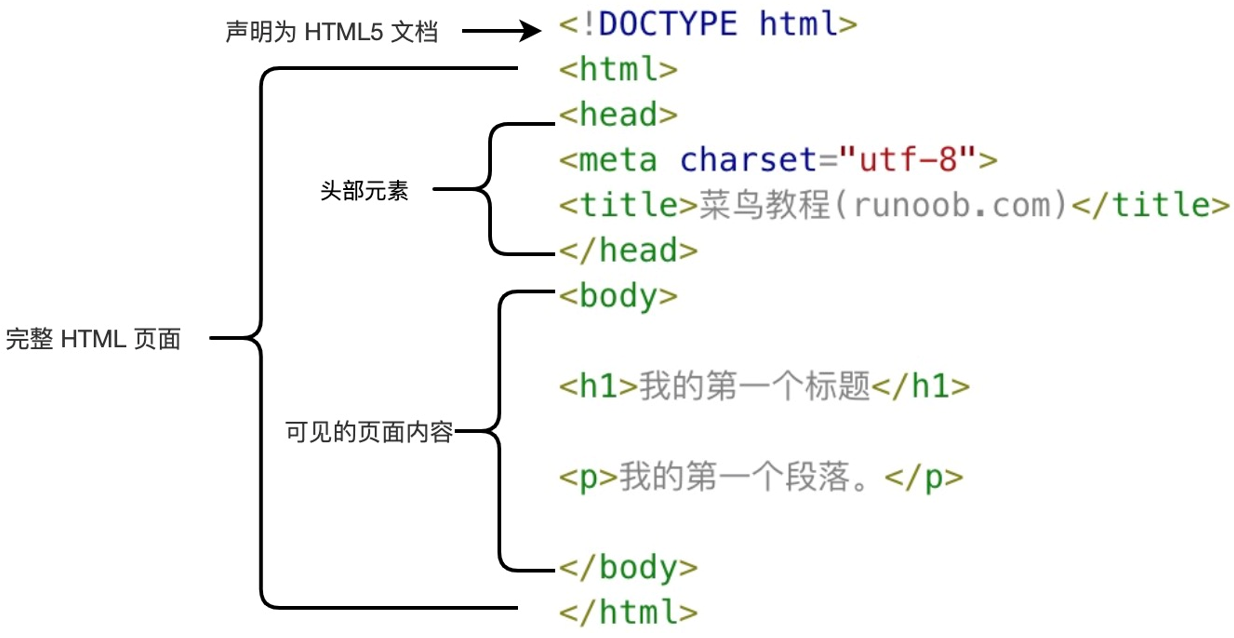 声明为 HTML5 文档
<!DOCTYPE html>
<html>
<head>
<meta charset="utf-8">
头部元素
<title>菜鸟教程(runoob.com)</title>
</head>
<body>
完整 HTML 页面
<h1>我的第一个标题</h1>
可见的页面内容
<p>我的第一个段落。</p>
</body>
</html>